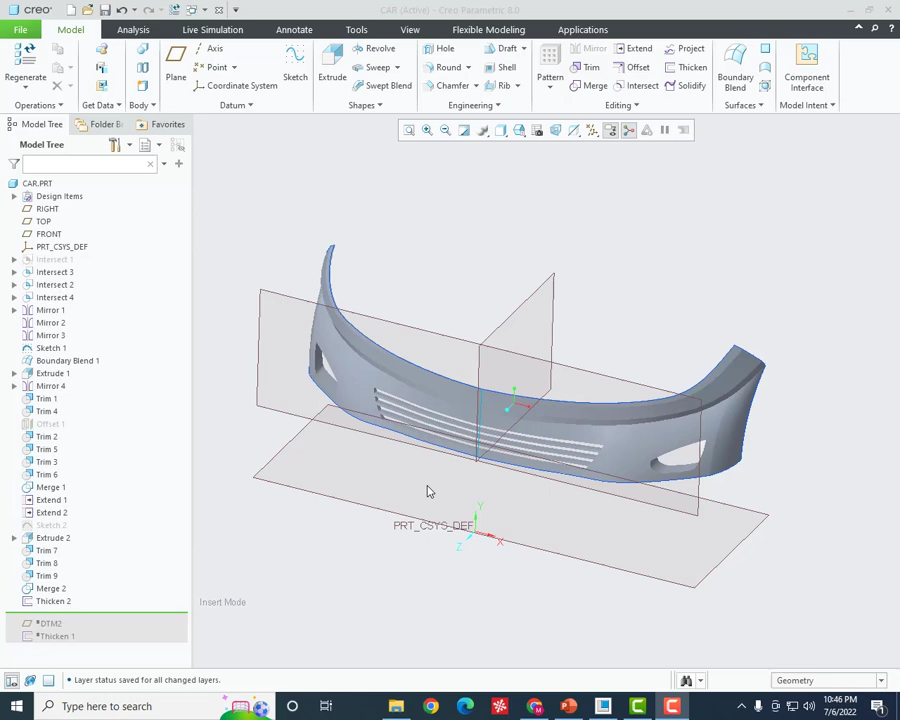 creo
CAR (Active) - Creo Parametric 8.0
File Model Analysis Live Simulation Annotate Tools View Flexible Modeling Applications
Axis Revolve Hole Draft Mirror Extend Project
Point Sweep Round Shell Trim Offset Thicken
Regenerate Plane Coordinate System Sketch Extrude Swept Blend Chamfer Rib Pattern Merge Intersect Solidify Boundary Blend Component Interface
Operations Get Data Body Datum Shapes Engineering Editing Surfaces Model Intent
Model Tree Folder Br Favorites
Model Tree
CAR.PRT
Design Items
RIGHT
TOP
FRONT
PRT_CSYS_DEF
Intersect 1
Intersect 3
Intersect 2
Intersect 4
Mirror 1
Mirror 2
Mirror 3
Sketch 1
Boundary Blend 1
Extrude 1
Mirror 4
Trim 1
Trim 4
Offset 1
Trim 2
Trim 5
Trim 3
Trim 6
Merge 1
Extend 1
Extend 2
Sketch 2
Extrude 2
Trim 7
Trim 8
Trim 9
Merge 2
Thicken 2
*DTM2
*Thicken 1
Y
PRT_CSYS_DEF
X
Z
Insert Mode
Layer status saved for all changed layers.
Geometry
Type here to search
10:46 PM
7/6/2022
1